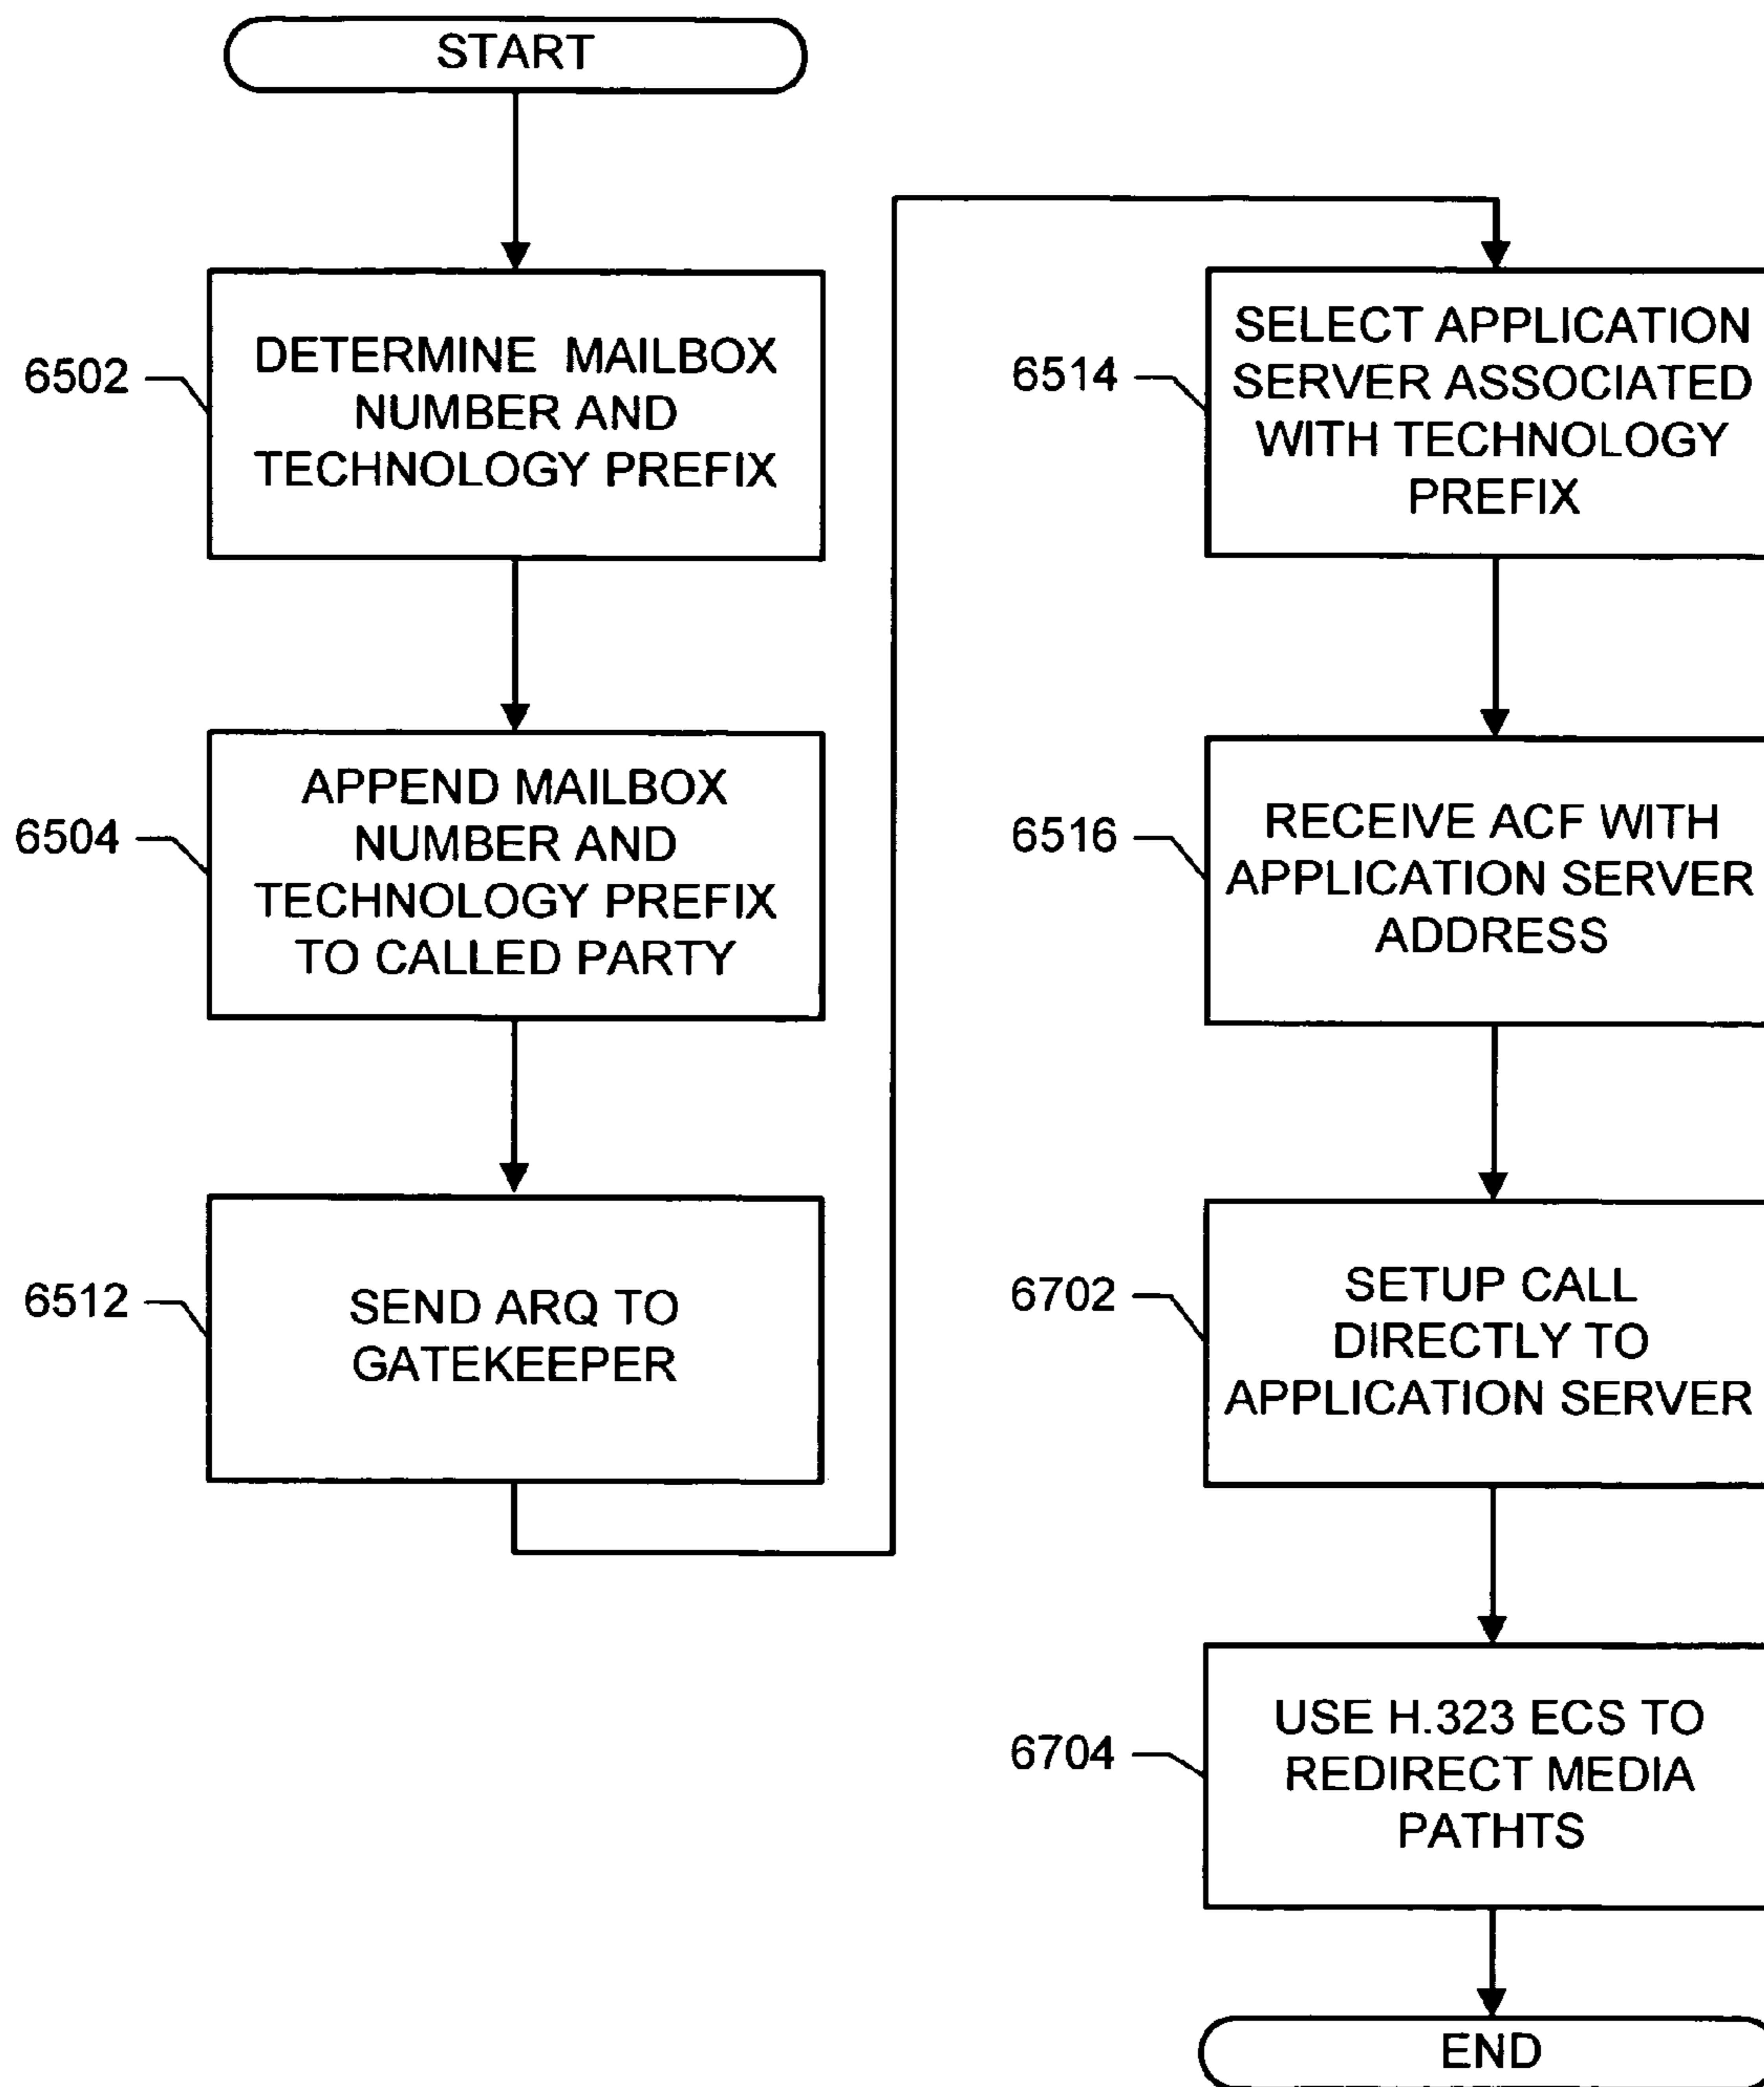 START
6502
DETERMINE MAILBOX
NUMBER AND
TECHNOLOGY PREFIX
6504
APPEND MAILBOX
NUMBER AND
TECHNOLOGY PREFIX
TO CALLED PARTY
6512
SEND ARQ TO
GATEKEEPER
6514
SELECT APPLICATION
SERVER ASSOCIATED
WITH TECHNOLOGY
PREFIX
6516
RECEIVE ACF WITH
APPLICATION SERVER
ADDRESS
6702
SETUP CALL
DIRECTLY TO
APPLICATION SERVER
6704
USE H.323 ECS TO
REDIRECT MEDIA
PATHTS
END